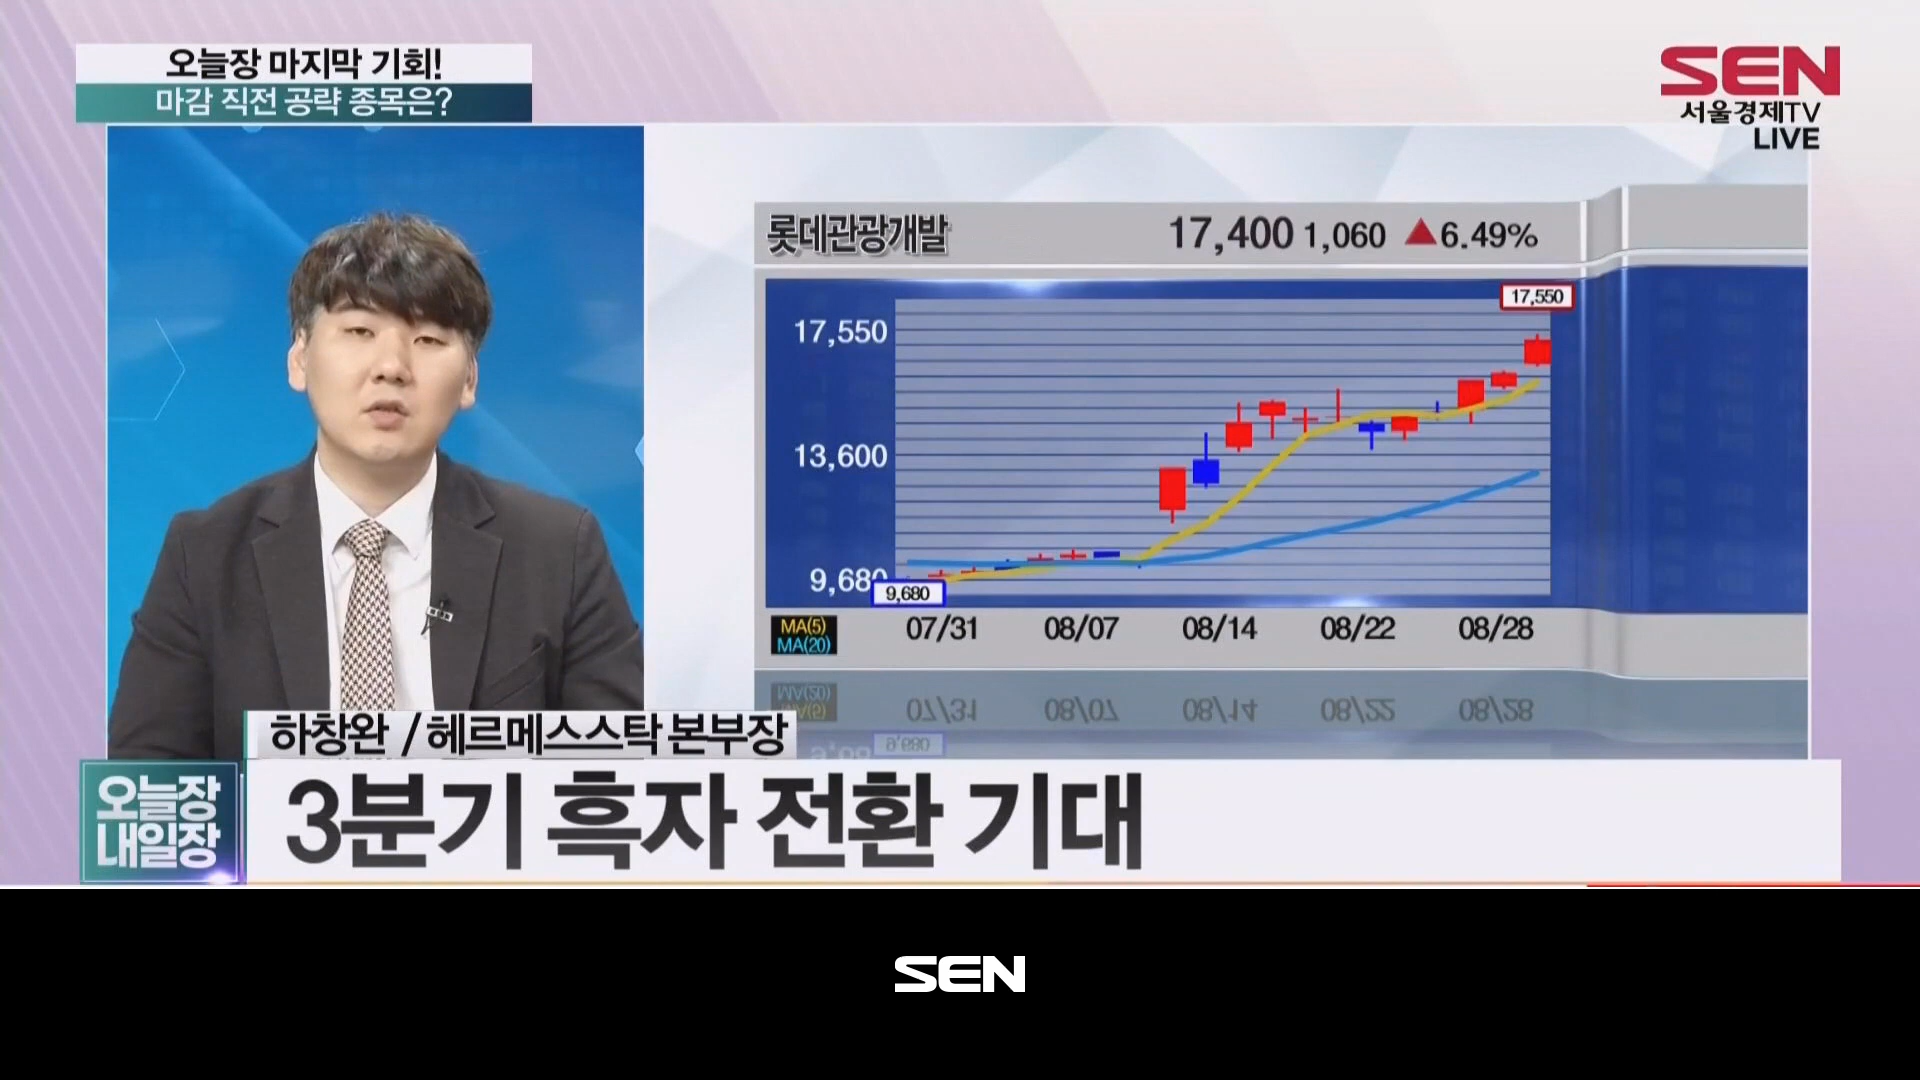 오늘장 마지막 기회!
마감 직전 공략 종목은?
SEN
서울경제TV
LIVE
롯데관광개발 17,400 1,060 ▲6.49%
17,550
17,550
13,600
9,680
9,680
MA(5)
MA(20)
07/31 08/07 08/14 08/22 08/28
하창완 / 헤르메스스탁 본부장
오늘장
내일장
3분기 흑자 전환 기대
SEN